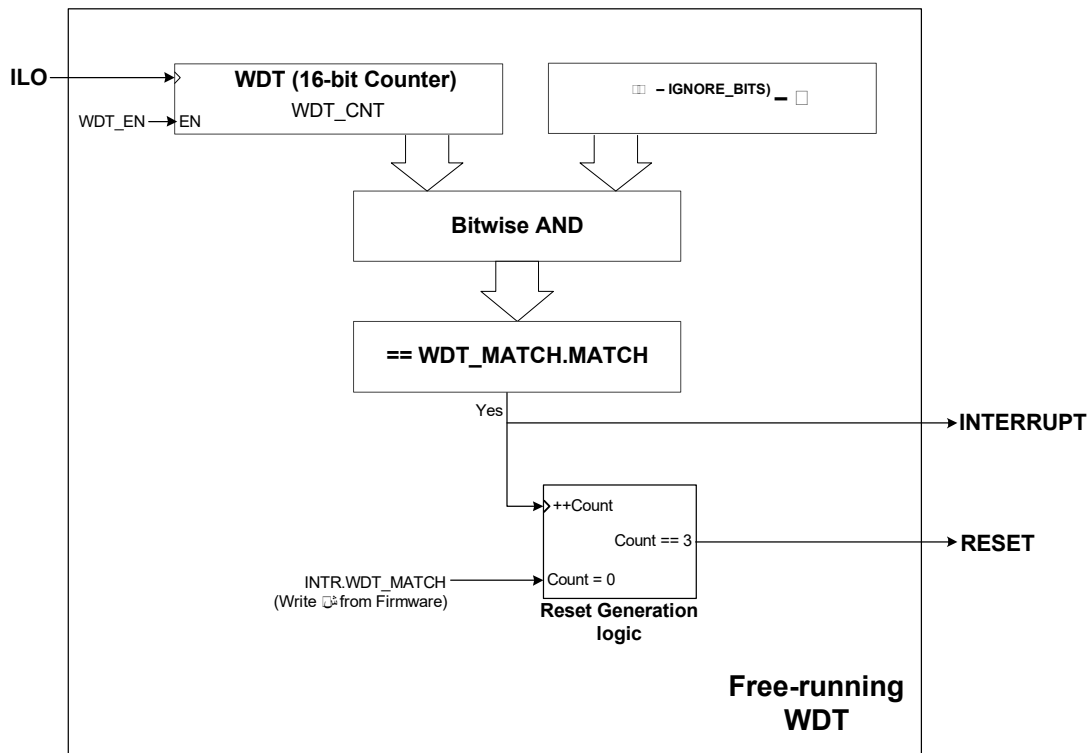 ILO
WDT (16-bit Counter)
WDT_CNT
WDT_EN
EN
– IGNORE_BITS) –
Bitwise AND
== WDT_MATCH.MATCH
Yes
INTERRUPT
++Count
Count == 3
RESET
INTR.WDT_MATCH
(Write from Firmware)
Count = 0
Reset Generation
logic
Free-running
WDT